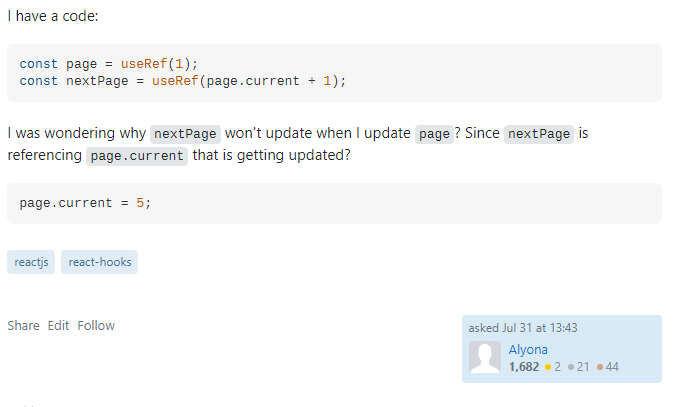 I have a code:
const page = useRef(1);
const nextPage = useRef(page.current + 1);
I was wondering why nextPage won't update when I update page? Since nextPage is
referencing page.current that is getting updated?
page.current = 5;
reactjs react-hooks
Share Edit Follow
asked Jul 31 at 13:43
Alyona
1,682 ●2 ●21 ●44